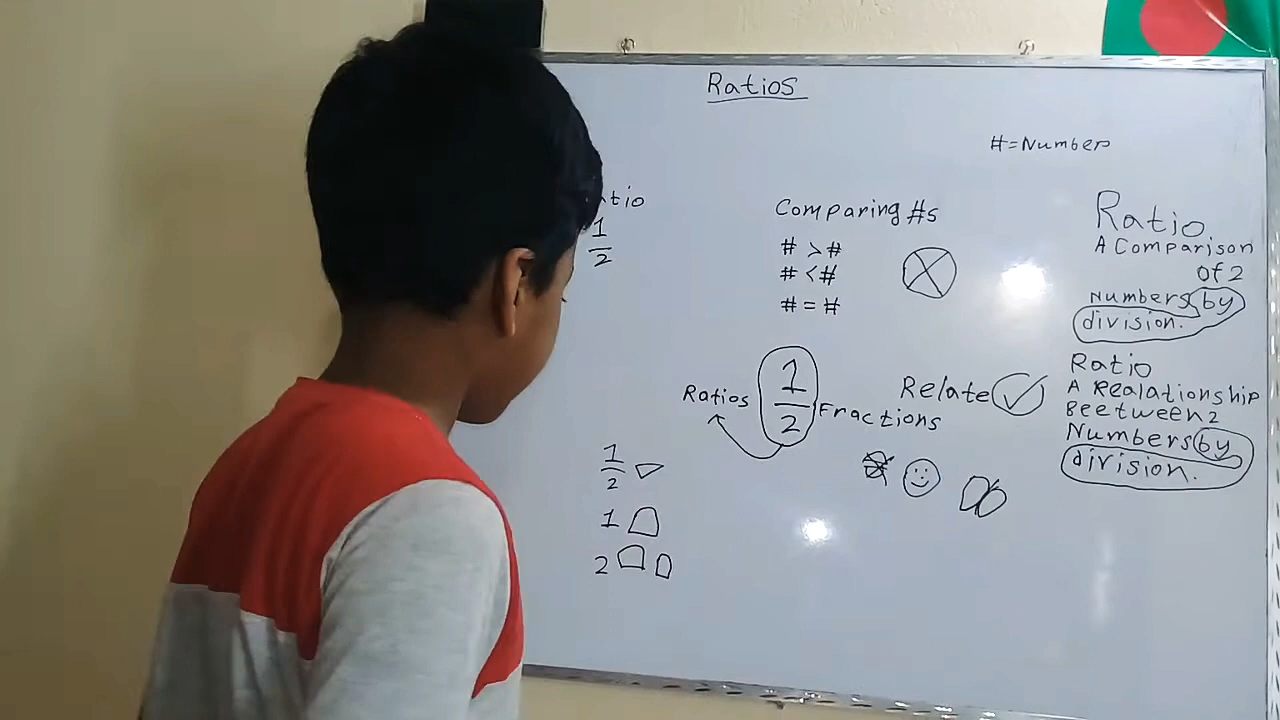 Ratios
#=Number
tio
1
2
Comparing #s
# > #
# < #
# = #
Ratio
A Comparison
of 2
Numbers by
division.
Ratios
1
2
Fractions
Relate
Ratio
A Realationship
Beetween 2
Numbers by
division.
1
2
1
2